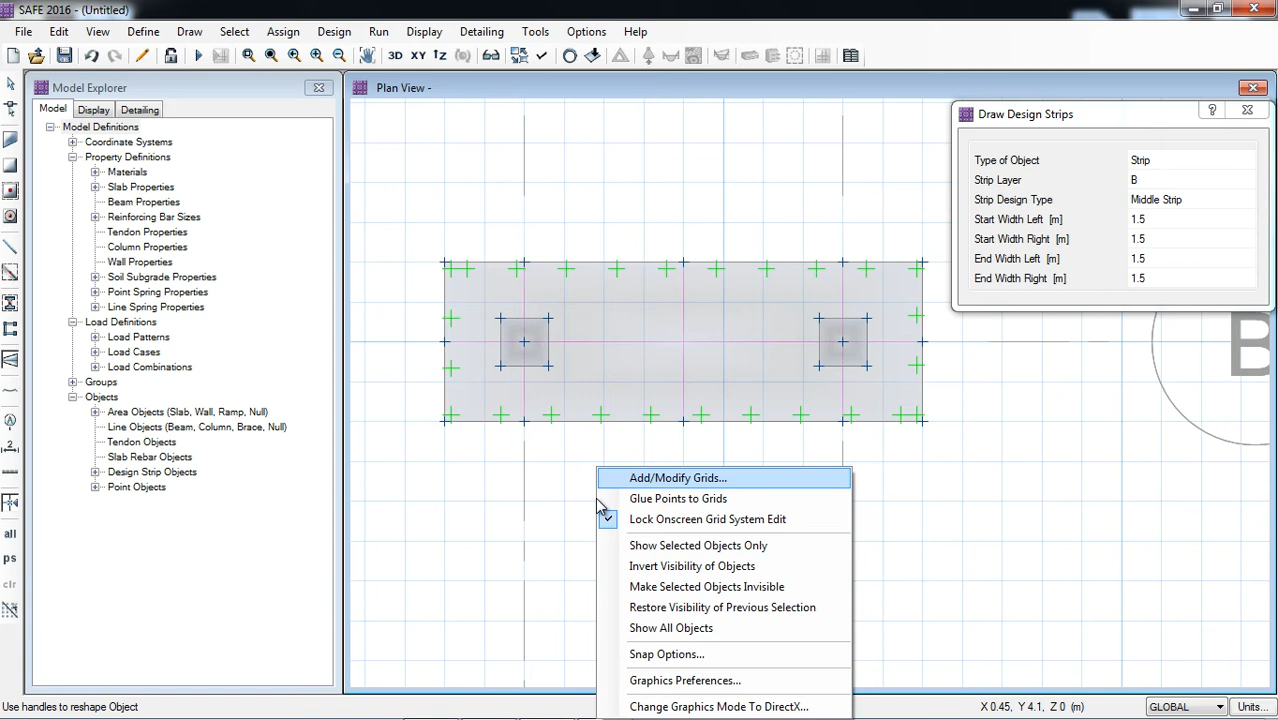 SAFE 2016 - (Untitled)
File Edit View Define Draw Select Assign Design Run Display Detailing Tools Options Help
3D XY
Model Explorer
Model Display Detailing
Model Definitions
Coordinate Systems
Property Definitions
Materials
Slab Properties
Beam Properties
Reinforcing Bar Sizes
Tendon Properties
Column Properties
Wall Properties
Soil Subgrade Properties
Point Spring Properties
Line Spring Properties
Load Definitions
Load Patterns
Load Cases
Load Combinations
Groups
Objects
Area Objects (Slab, Wall, Ramp, Null)
Line Objects (Beam, Column, Brace, Null)
Tendon Objects
Slab Rebar Objects
Design Strip Objects
Point Objects
all
ps
clr
Plan View -
Draw Design Strips
Type of Object Strip
Strip Layer B
Strip Design Type Middle Strip
Start Width Left [m] 1.5
Start Width Right [m] 1.5
End Width Left [m] 1.5
End Width Right [m] 1.5
B
Add/Modify Grids...
Glue Points to Grids
Lock Onscreen Grid System Edit
Show Selected Objects Only
Invert Visibility of Objects
Make Selected Objects Invisible
Restore Visibility of Previous Selection
Show All Objects
Snap Options...
Graphics Preferences...
Change Graphics Mode To DirectX...
Use handles to reshape Object
X 0.45, Y 4.1, Z 0 (m)
GLOBAL
Units...